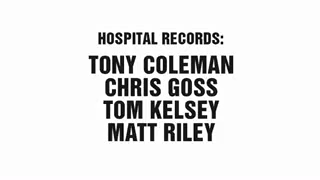 HOSPITAL RECORDS:
TONY COLEMAN
CHRIS GOSS
TOM KELSEY
MATT RILEY